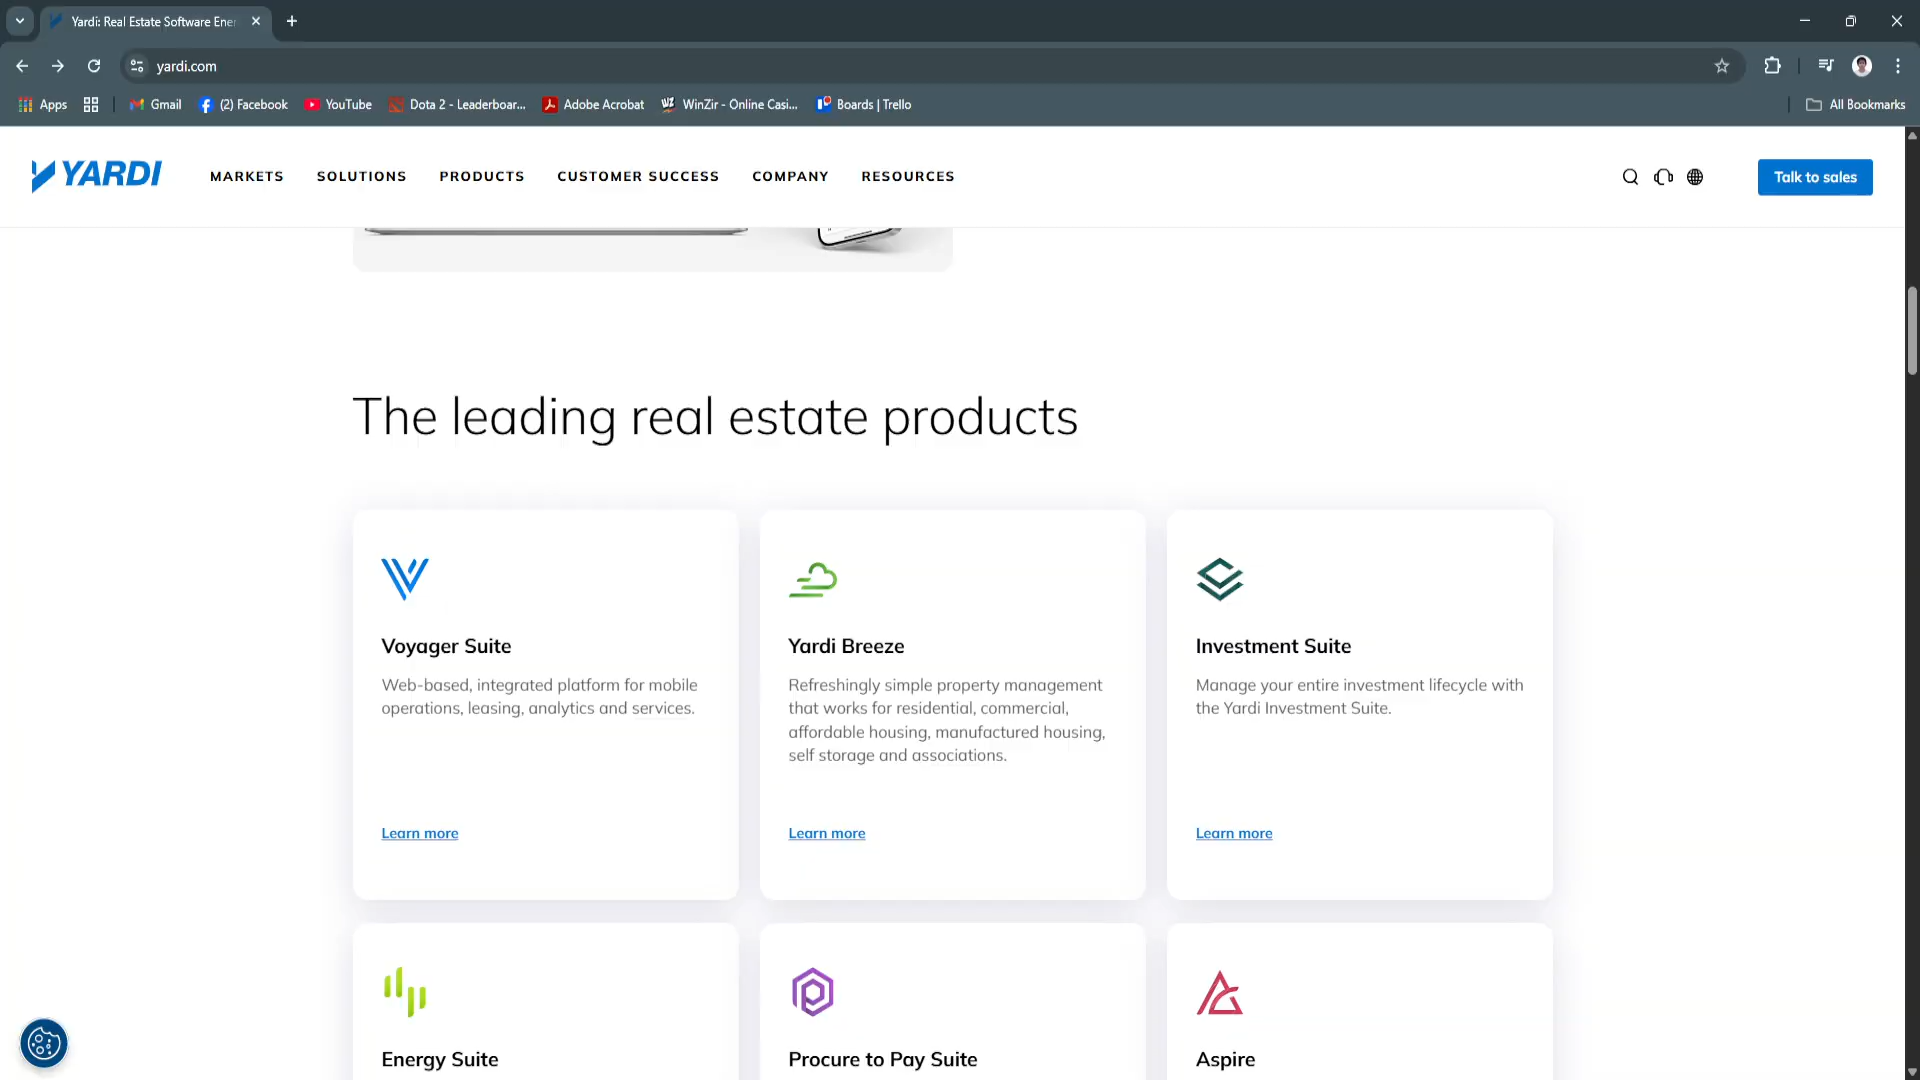 Yardi: Real Estate Software Ener
yardi.com
Apps
Gmail
(2) Facebook
YouTube
Dota 2 - Leaderboar...
Adobe Acrobat
WinZir - Online Casi...
Boards | Trello
All Bookmarks
YARDI
MARKETS
SOLUTIONS
PRODUCTS
CUSTOMER SUCCESS
COMPANY
RESOURCES
Talk to sales
The leading real estate products
Voyager Suite
Web-based, integrated platform for mobile
operations, leasing, analytics and services.
Learn more
Yardi Breeze
Refreshingly simple property management
that works for residential, commercial,
affordable housing, manufactured housing,
self storage and associations.
Learn more
Investment Suite
Manage your entire investment lifecycle with
the Yardi Investment Suite.
Learn more
Energy Suite
Procure to Pay Suite
Aspire